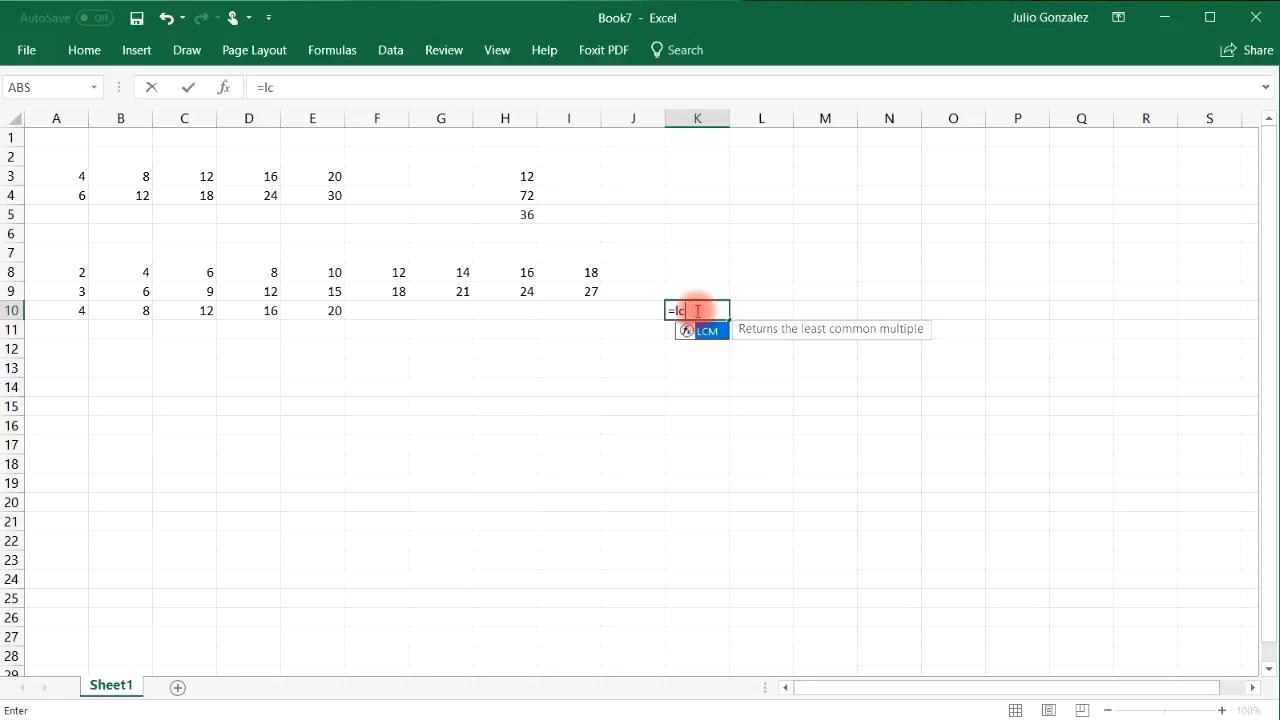 AutoSave Off Book7 - Excel Julio Gonzalez
File Home Insert Draw Page Layout Formulas Data Review View Help Foxit PDF Search Share
ABS fx =lc
A B C D E F G H I J K L M N O P Q R S
1
2
3 4 8 12 16 20 12
4 6 12 18 24 30 72
5 36
6
7
8 2 4 6 8 10 12 14 16 18
9 3 6 9 12 15 18 21 24 27
10 4 8 12 16 20 =lc
11 fx LCM Returns the least common multiple
12
13
14
15
16
17
18
19
20
21
22
23
24
25
26
27
28
29
Sheet1
Enter 100%